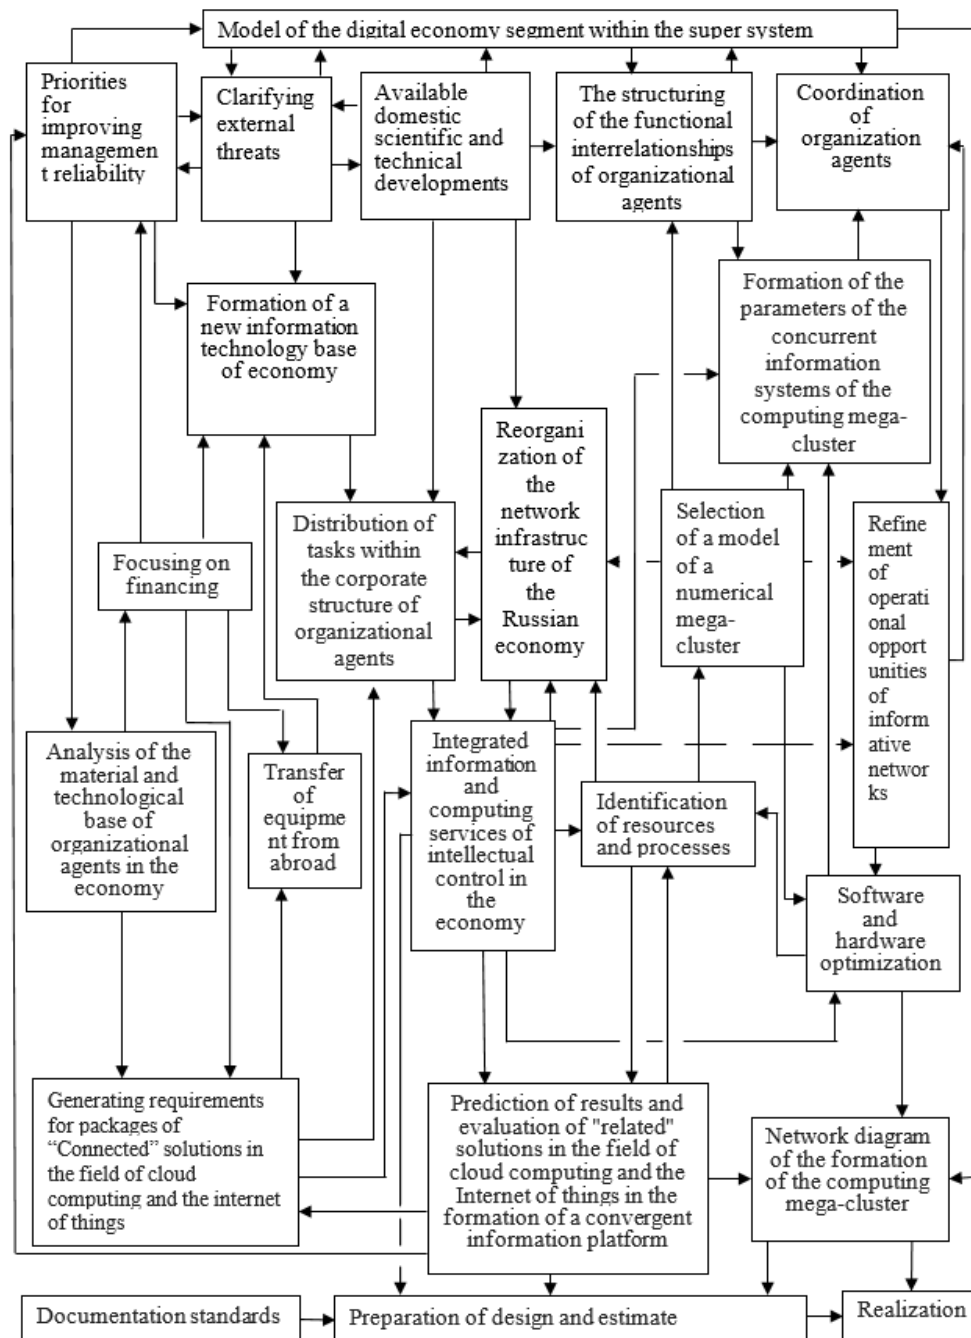 Model of the digital economy segment within the super system
Priorities
for
improving
managemen
t reliability
Clarifying
external
threats
Available
domestic
scientific and
technical
developments
The structuring
of the functional
interrelationships
of organizational
agents
Coordination
of
organization
agents
Formation of a
new information
technology base
of economy
Formation of the
parameters of the
concurrent
information
systems of the
computing mega-
cluster
Reorgani
zation of
the
network
infrastruc
ture of
the
Russian
economy
Distribution of
tasks within
the corporate
structure of
organizational
agents
Selection
of a model
of a
numerical
mega-
cluster
Refine
ment
of
operati
onal
opport
unities
of
inform
ative
networ
ks
Focusing on
financing
Analysis of the
material and
technological
base of
organizational
agents in the
economy
Transfer
of
equipme
nt from
abroad
Integrated
information
and
computing
services of
intellectual
control in
the
economy
Identification
of resources
and processes
Software
and
hardware
optimization
Generating requirements
for packages of
“Connected” solutions in
the field of cloud
computing and the internet
of things
Prediction of results and
evaluation of "related"
solutions in the field of
cloud computing and the
Internet of things in the
formation of a convergent
information platform
Network diagram
of the formation
of the computing
mega-cluster
Documentation standards
Preparation of design and estimate
Realization